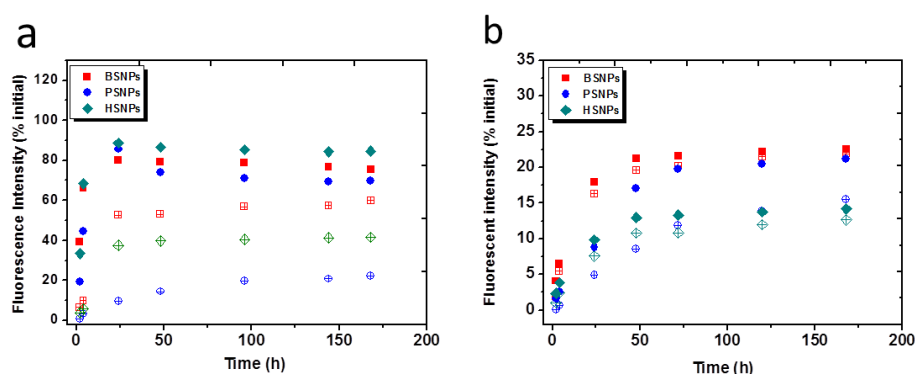 a
Fluorescence Intensity (% initial)
120
100
80
60
40
20
0
BSNPs
PSNPs
HSNPs
0 50 100 150 200
Time (h)
b
Fluorescent intensity (% initial)
35
30
25
20
15
10
5
0
BSNPs
PSNPs
HSNPs
0 50 100 150 200
Time (h)